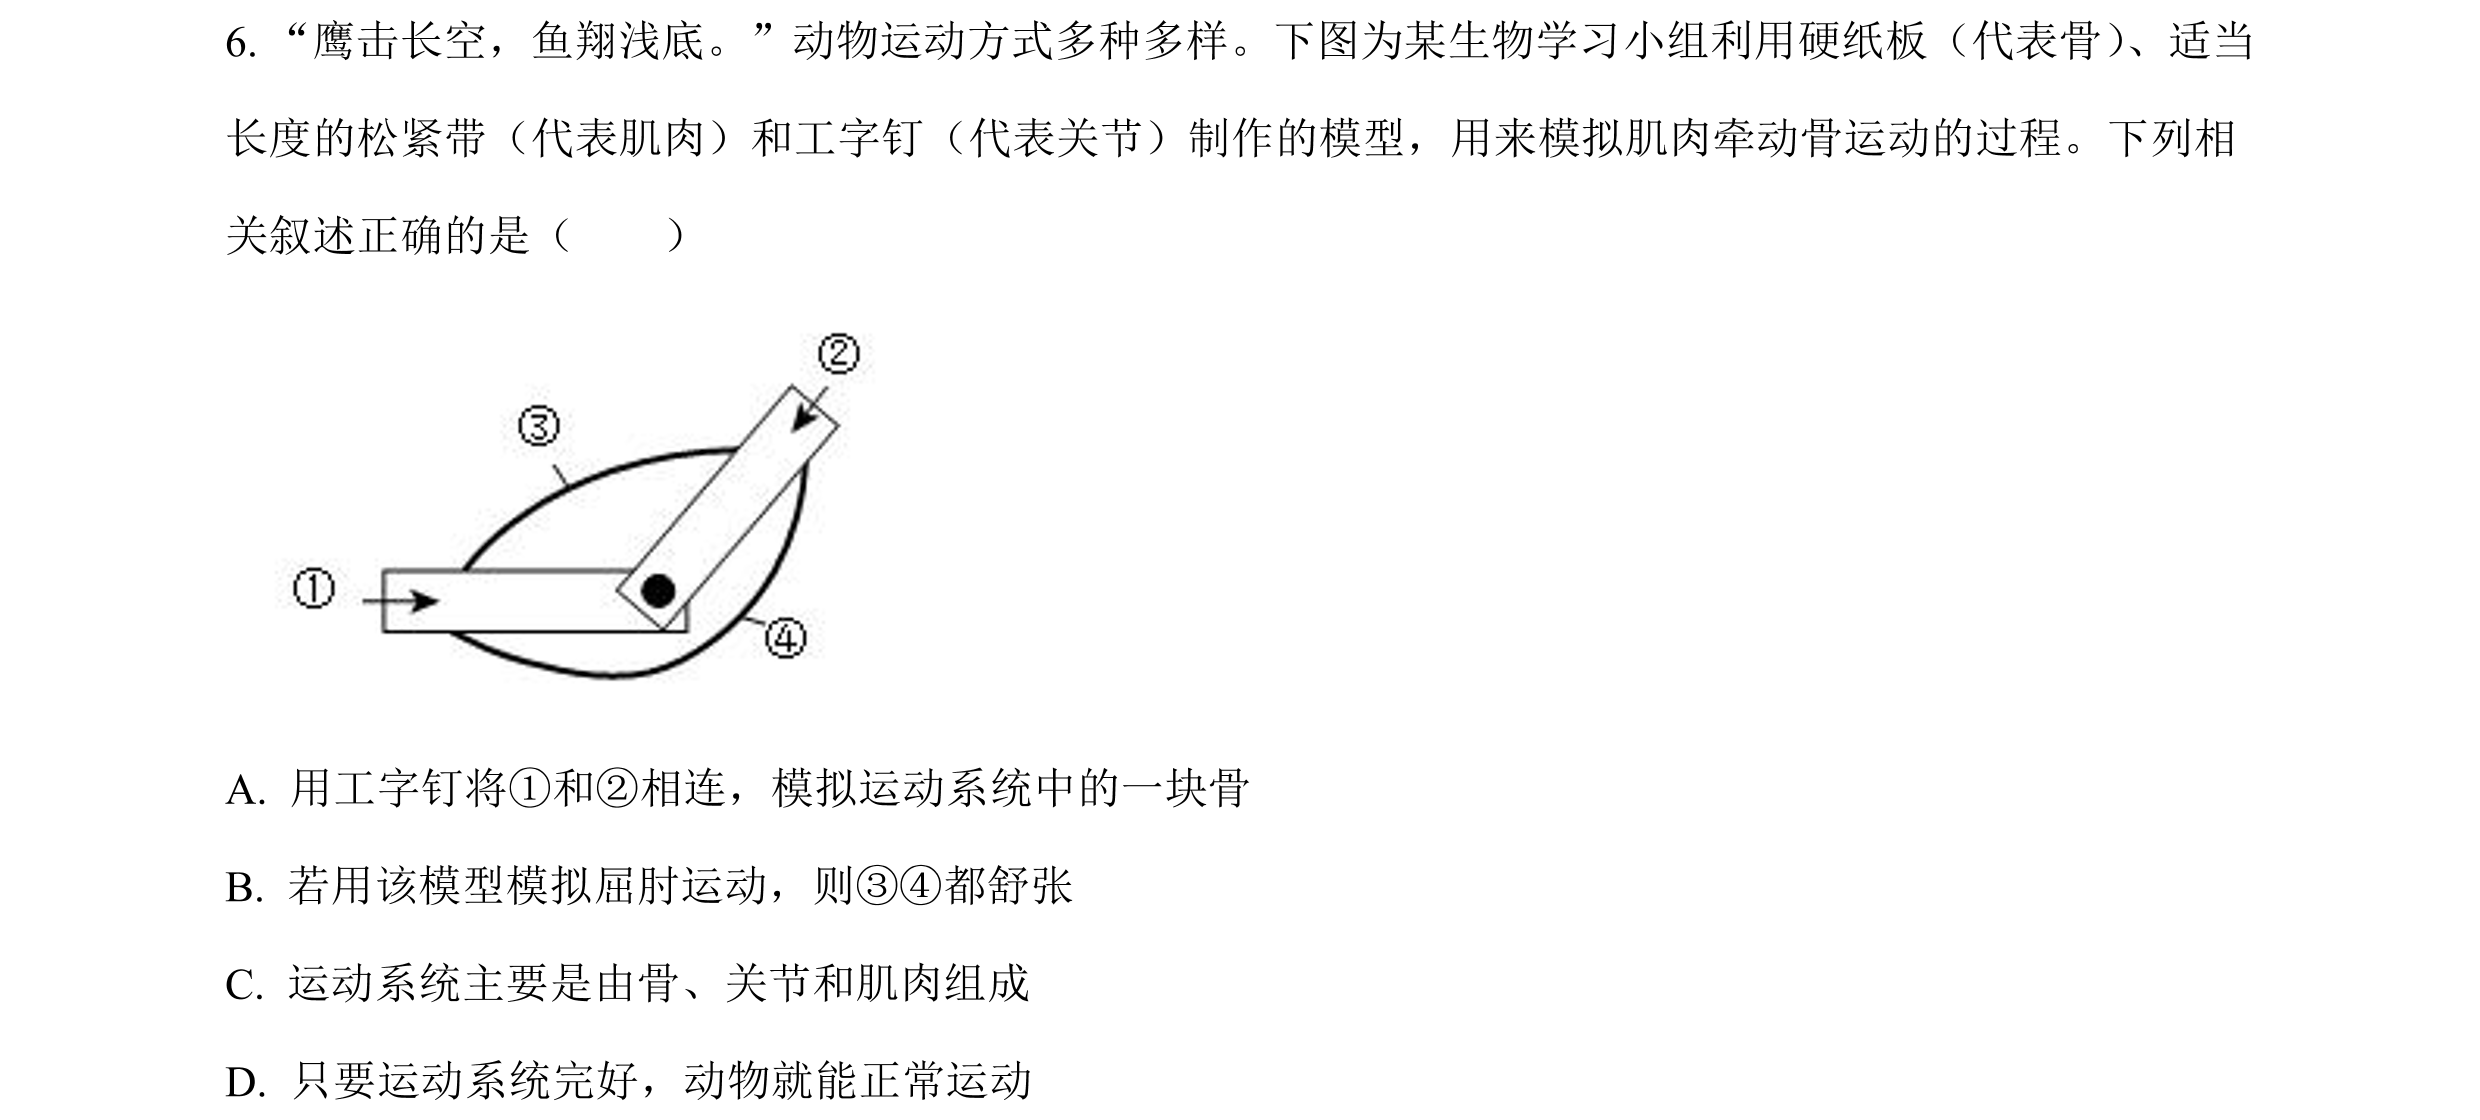 6. “鹰击长空，鱼翔浅底。”动物运动方式多种多样。下图为某生物学习小组利用硬纸板（代表骨）、适当
长度的松紧带（代表肌肉）和工字钉（代表关节）制作的模型，用来模拟肌肉牵动骨运动的过程。下列相
关叙述正确的是（　　）
②
③
①
④
A. 用工字钉将①和②相连，模拟运动系统中的一块骨
B. 若用该模型模拟屈肘运动，则③④都舒张
C. 运动系统主要是由骨、关节和肌肉组成
D. 只要运动系统完好，动物就能正常运动